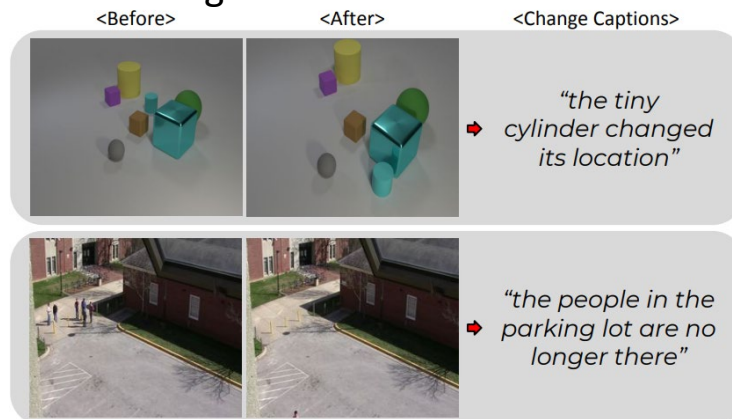 <Before>
<After>
<Change Captions>
“the tiny
cylinder changed
its location”
“the people in the
parking lot are no
longer there”